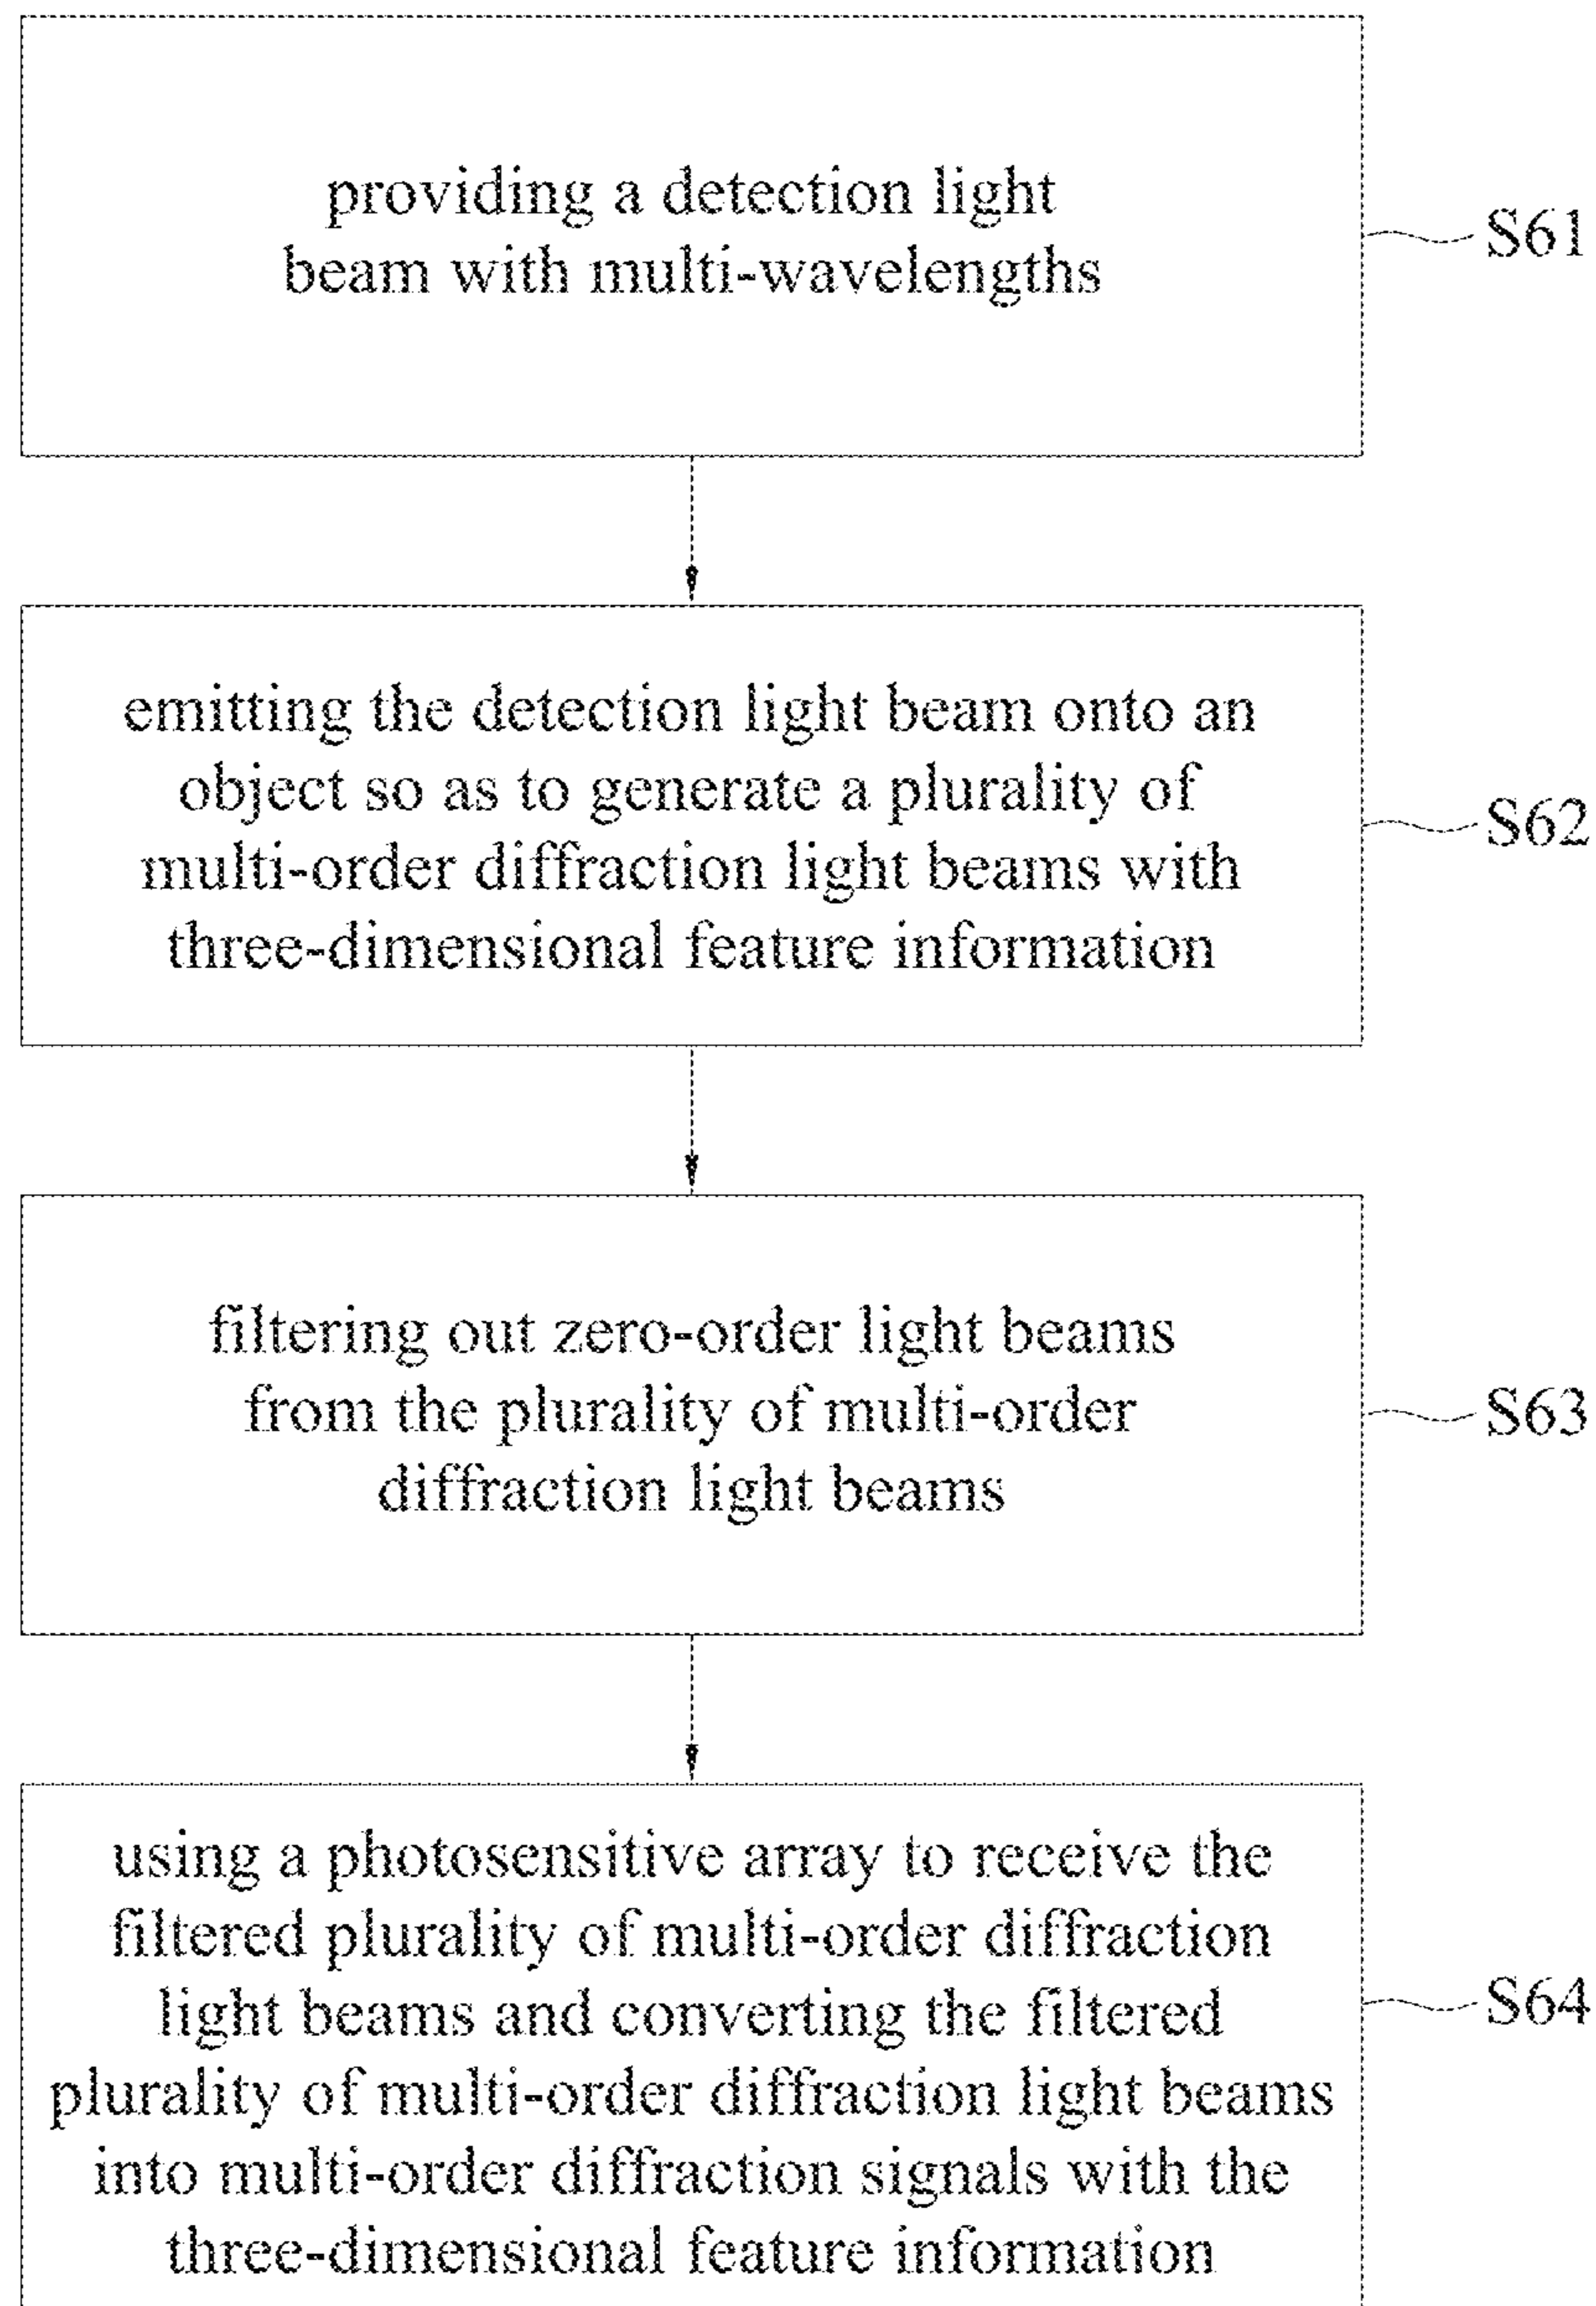 providing a detection light
beam with multi-wavelengths
S61
emitting the detection light beam onto an
object so as to generate a plurality of
multi-order diffraction light beams with
three-dimensional feature information
S62
filtering out zero-order light beams
from the plurality of multi-order
diffraction light beams
S63
using a photosensitive array to receive the
filtered plurality of multi-order diffraction
light beams and converting the filtered
plurality of multi-order diffraction light beams
into multi-order diffraction signals with the
three-dimensional feature information
S64